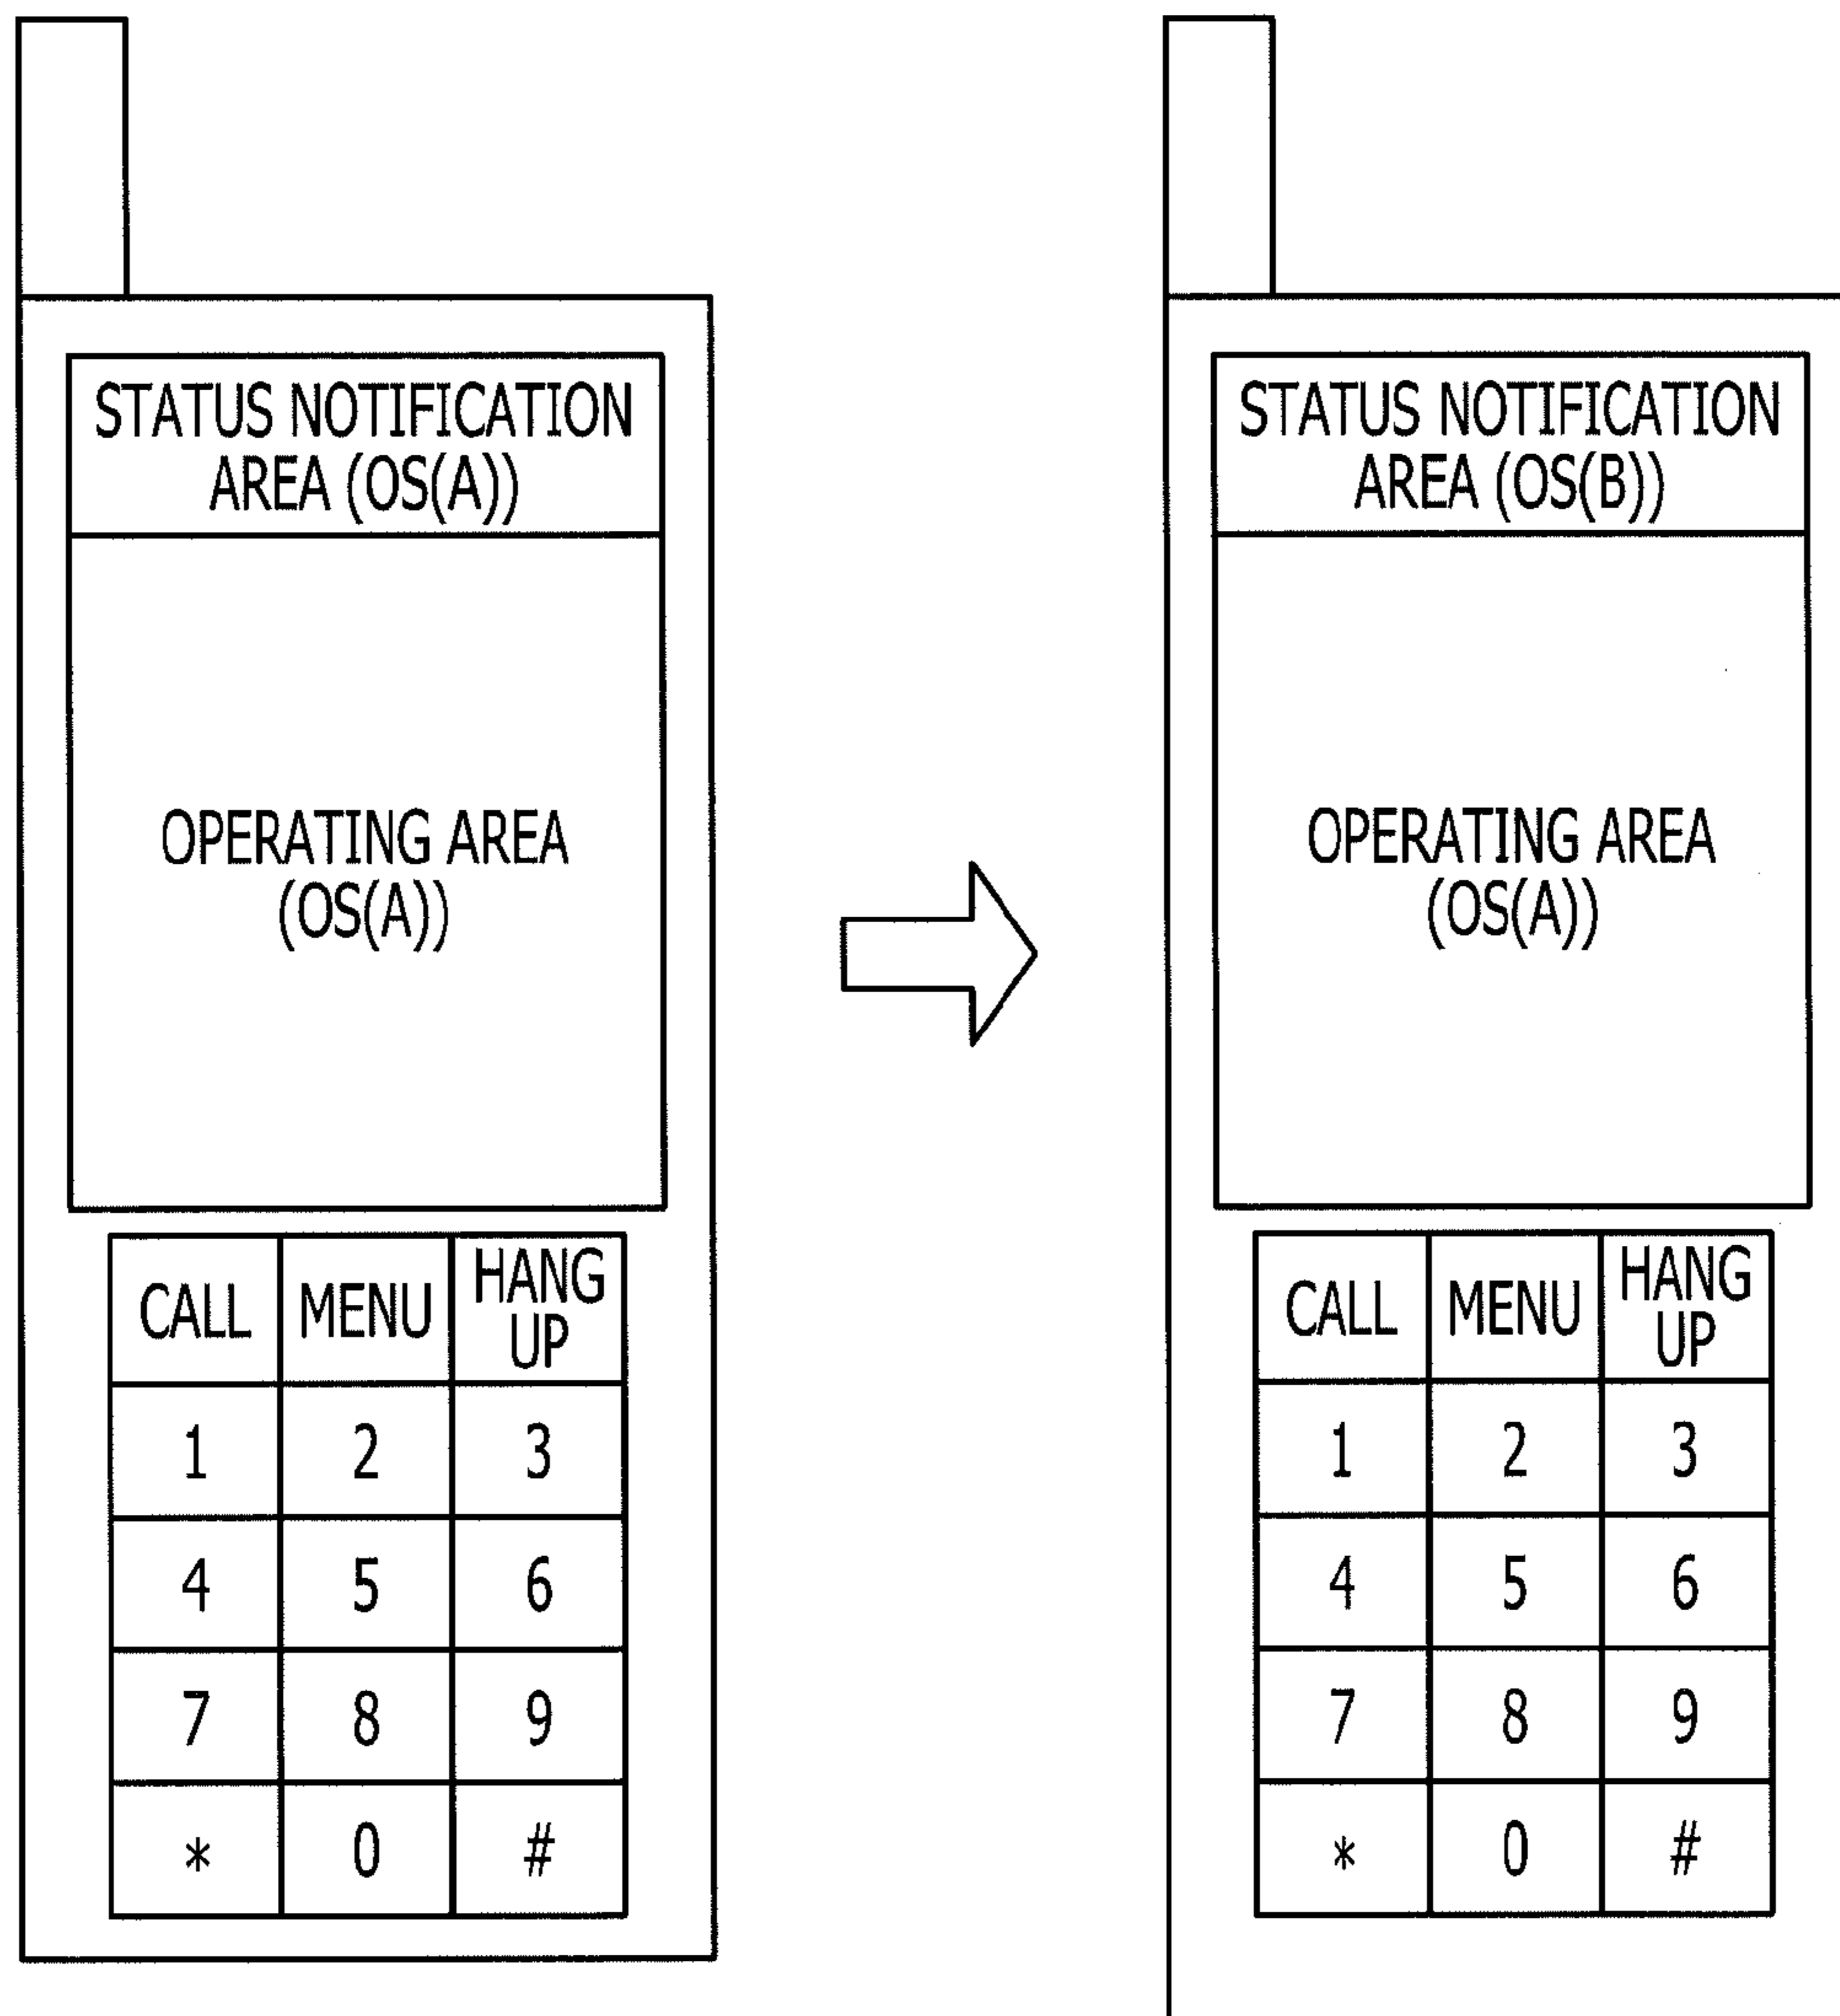 STATUS NOTIFICATION
AREA (OS(A))
OPERATING AREA
(OS(A))
CALL MENU HANG UP
1 2 3
4 5 6
7 8 9
* 0 #
STATUS NOTIFICATION
AREA (OS(B))
OPERATING AREA
(OS(A))
CALL MENU HANG UP
1 2 3
4 5 6
7 8 9
* 0 #